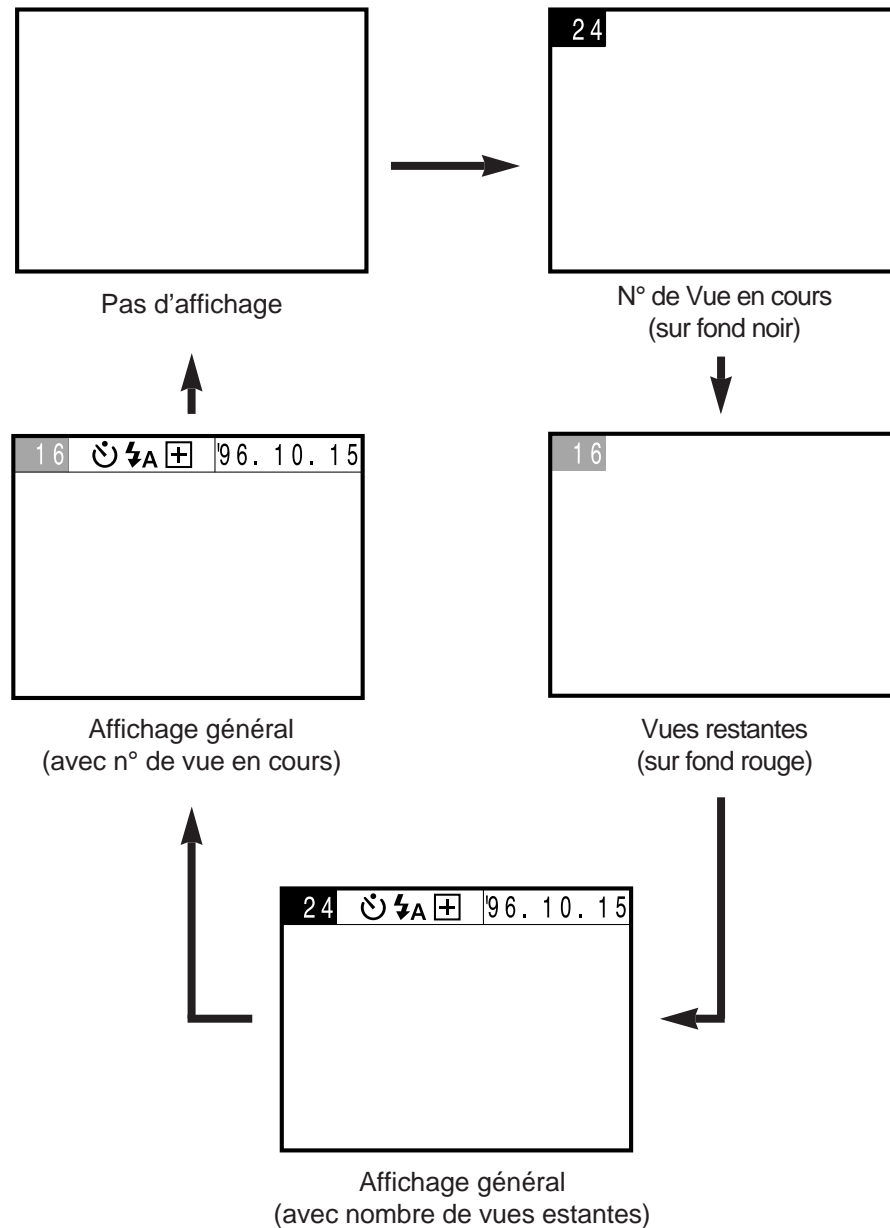 24
Pas d'affichage
N° de Vue en cours
(sur fond noir)
16 A '96. 10. 15
16
Affichage général
(avec n° de vue en cours)
Vues restantes
(sur fond rouge)
24 A '96. 10. 15
Affichage général
(avec nombre de vues estantes)